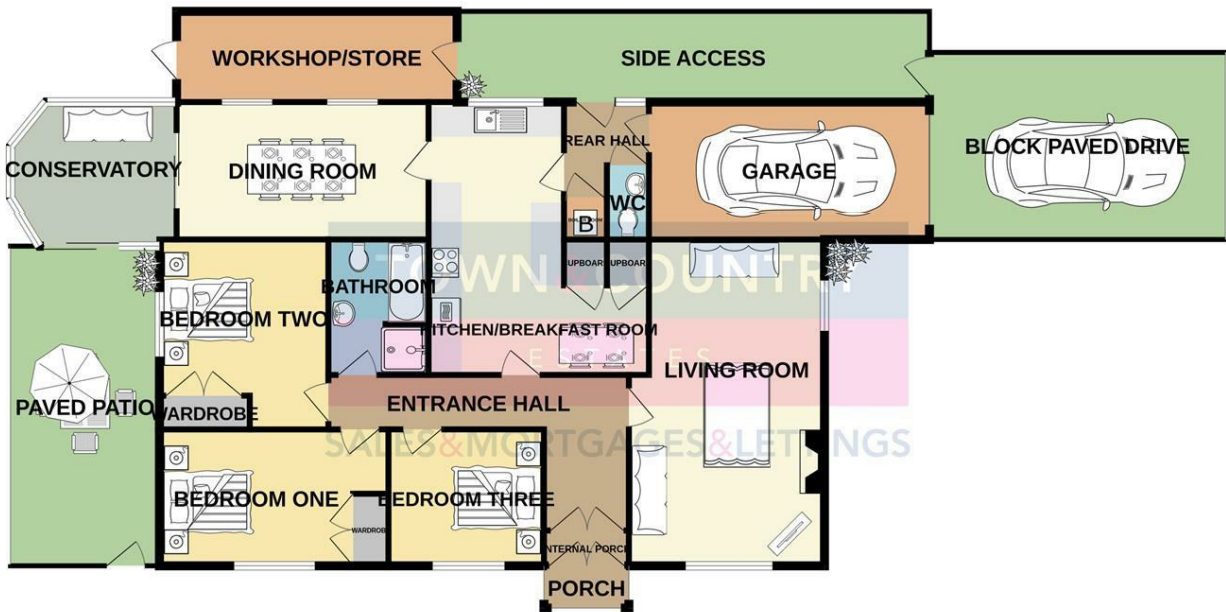 WORKSHOP/STORE
SIDE ACCESS
CONSERVATORY
DINING ROOM
REAR HALL
GARAGE
BLOCK PAVED DRIVE
WC
B
UPBOAR
UPBOAR
TOWN & COUNTRY
ESTATES
SALES&MORTGAGES&LETTINGS
BATHROOM
BEDROOM TWO
KITCHEN/BREAKFAST ROOM
LIVING ROOM
PAVED PATIO
WARDROBE
ENTRANCE HALL
BEDROOM ONE
WARDROBE
BEDROOM THREE
INTERNAL PORCH
PORCH